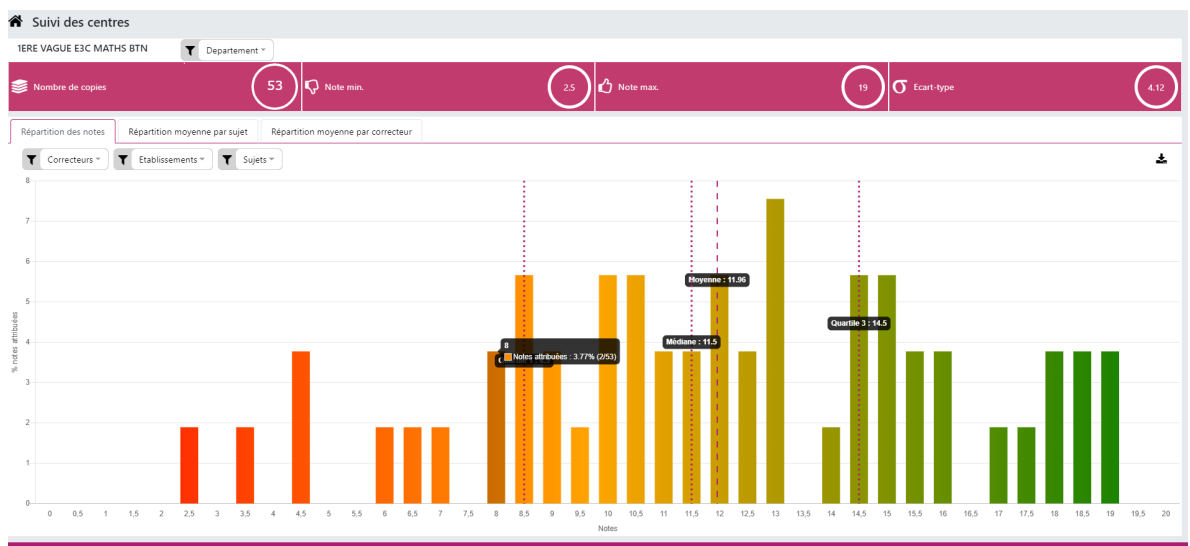 Suivi des centres
1ERE VAGUE E3C MATHS BTN Departement
Nombre de copies 53 Note min. 2.5 Note max. 19 Ecart-type 4.12
Répartition des notes Répartition moyenne par sujet Répartition moyenne par correcteur
Correcteurs Etablissements Sujets
8
7
6
5
4
3
2
1
0
% notes attribuées
Moyenne : 11.96
Quartile 3 : 14.5
Médiane : 11.5
8
Notes attribuées : 3.77% (2/53)
0 0,5 1 1,5 2 2,5 3 3,5 4 4,5 5 5,5 6 6,5 7 7,5 8 8,5 9 9,5 10 10,5 11 11,5 12 12,5 13 13,5 14 14,5 15 15,5 16 16,5 17 17,5 18 18,5 19 19,5 20
Notes